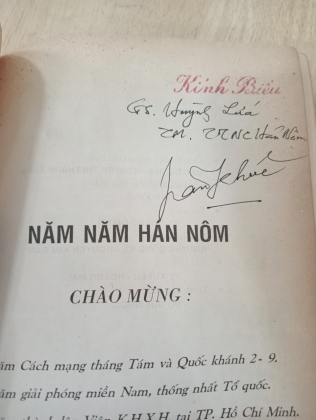 Kính Biếu
GS. Huỳnh Lứa
TM. TTNC Hán Nôm
NĂM NĂM HÁN NÔM
CHÀO MỪNG :
ăm Cách mạng tháng Tám và Quốc khánh 2- 9.
ăm giải phóng miền Nam, thống nhất Tổ quốc.
Viện K.H.X.H. tại TP. Hồ Chí Minh.